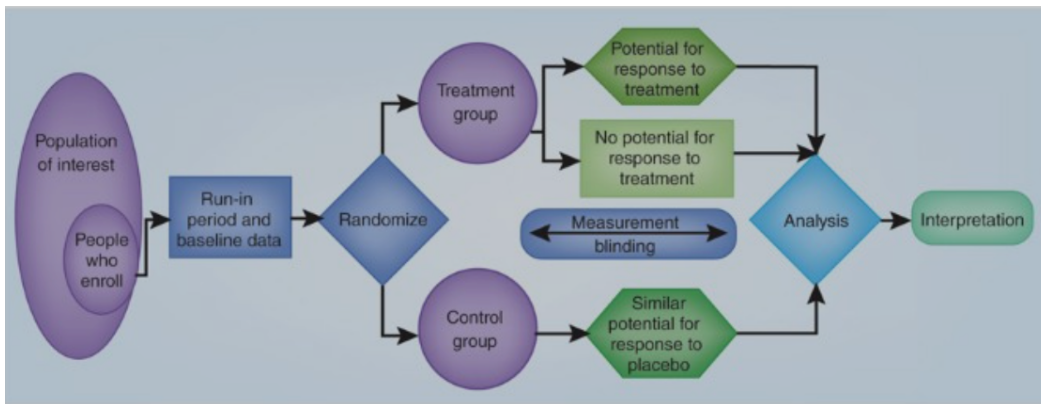 Population
of interest
People
who
enroll
Run-in
period and
baseline data
Randomize
Treatment
group
Potential for
response to
treatment
No potential for
response to
treatment
Measurement
blinding
Control
group
Similar
potential for
response to
placebo
Analysis
Interpretation